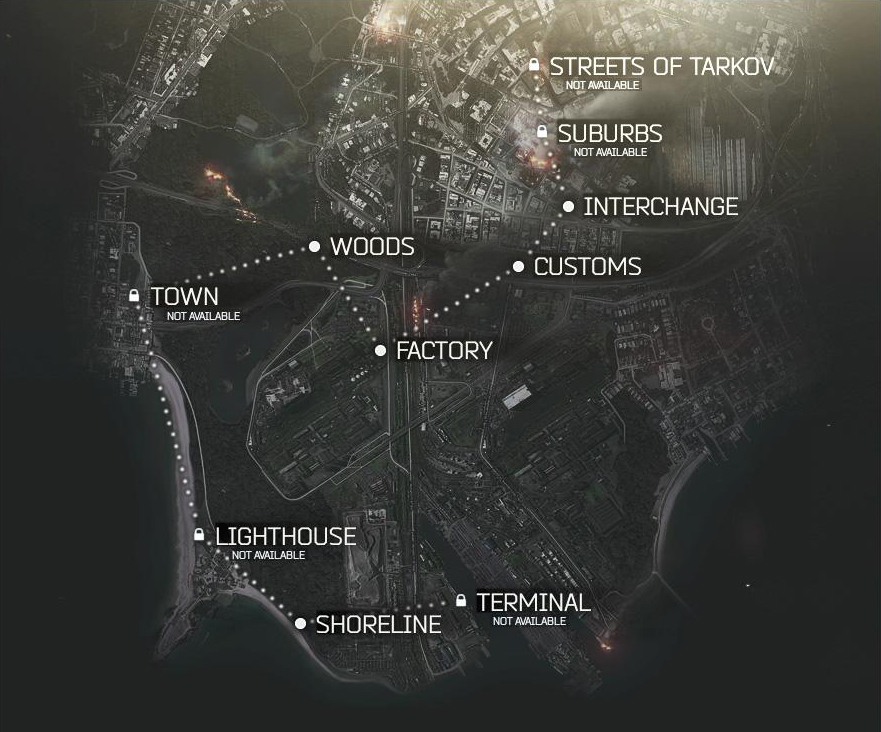 STREETS OF TARKOV
NOT AVAILABLE
SUBURBS
NOT AVAILABLE
INTERCHANGE
WOODS
CUSTOMS
TOWN
NOT AVAILABLE
FACTORY
LIGHTHOUSE
NOT AVAILABLE
TERMINAL
NOT AVAILABLE
SHORELINE